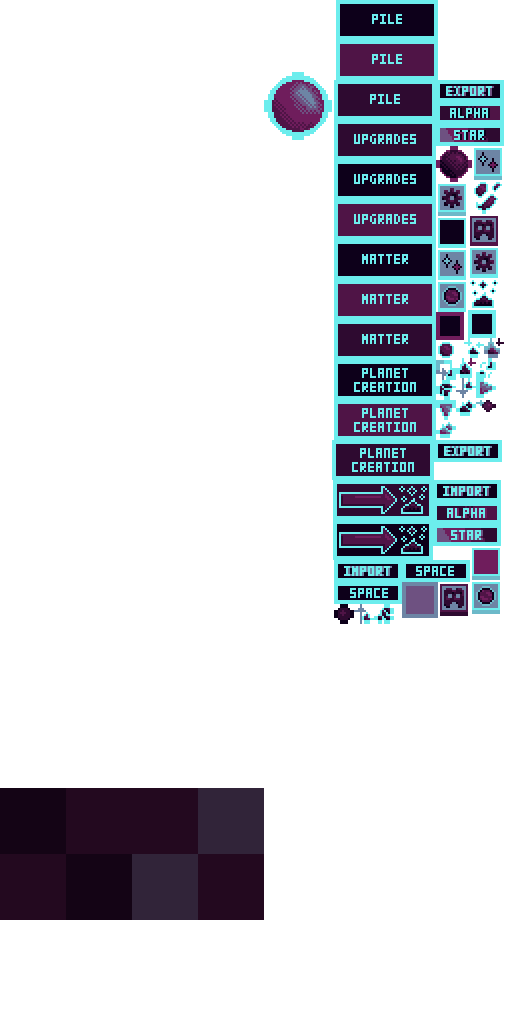 PILE
PILE
PILE
EXPORT
ALPHA
STAR
UPGRADES
UPGRADES
UPGRADES
MATTER
MATTER
MATTER
PLANET
CREATION
PLANET
CREATION
PLANET
CREATION
EXPORT
IMPORT
ALPHA
STAR
IMPORT
SPACE
SPACE